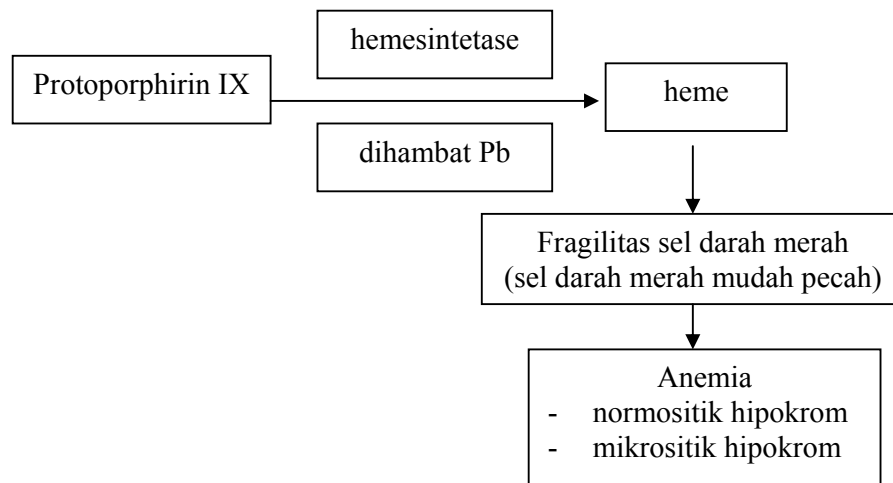 hemesintetase
Protoporphirin IX
heme
dihambat Pb
Fragilitas sel darah merah
(sel darah merah mudah pecah)
Anemia
- normositik hipokrom
- mikrositik hipokrom